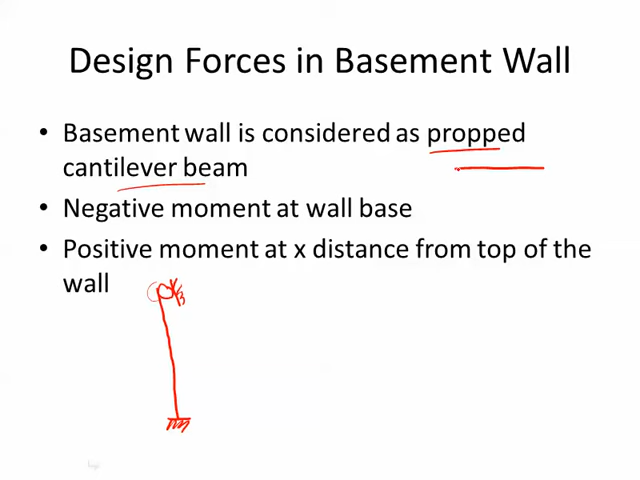 Design Forces in Basement Wall
• Basement wall is considered as propped
cantilever beam
• Negative moment at wall base
• Positive moment at x distance from top of the
wall